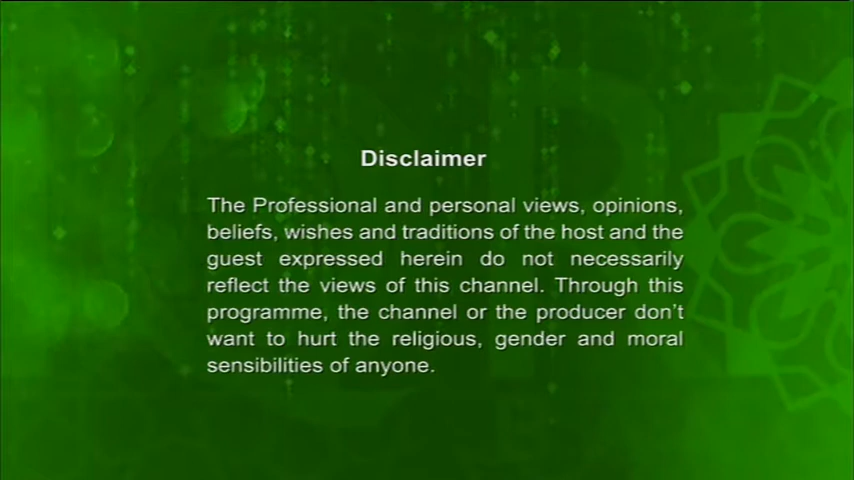 Disclaimer
The Professional and personal views, opinions,
beliefs, wishes and traditions of the host and the
guest expressed herein do not necessarily
reflect the views of this channel. Through this
programme, the channel or the producer don't
want to hurt the religious, gender and moral
sensibilities of anyone.